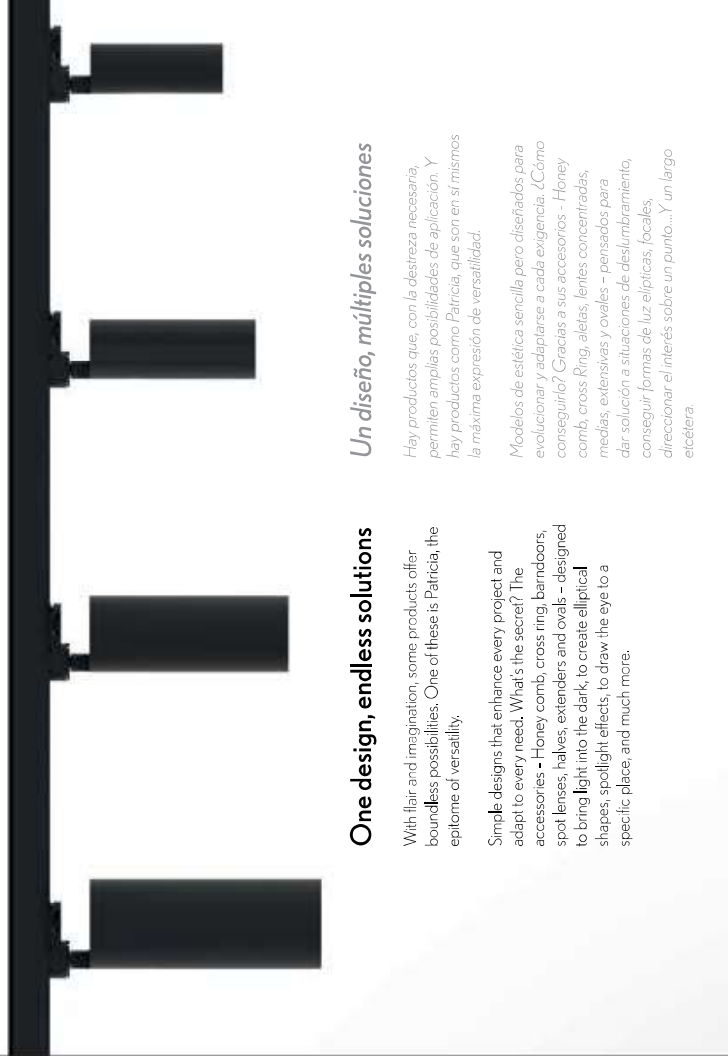 One design, endless solutions
With flair and imagination, some products offer
boundless possibilities. One of these is Patricia, the
epitome of versatility.
Simple designs that enhance every project and
adapt to every need. What's the secret? The
accessories - Honey comb, cross ring, barndoors,
spot lenses, halves, extenders and ovals – designed
to bring light into the dark, to create elliptical
shapes, spotlight effects, to draw the eye to a
specific place, and much more.
Un diseño, múltiples soluciones
Hay productos que, con la destreza necesaria,
permiten amplias posibilidades de aplicación. Y
hay productos como Patricia, que son en sí mismos
la máxima expresión de versatilidad.
Modelos de estética sencilla pero diseñados para
evolucionar y adaptarse a cada exigencia. ¿Cómo
conseguirlo? Gracias a sus accesorios - Honey
comb, cross Ring, aletas, lentes concentradas,
medias, extensivas y ovales – pensados para
dar solución a situaciones de deslumbramiento,
conseguir formas de luz elípticas, focales,
direccionar el interés sobre un punto...Y un largo
etcétera.